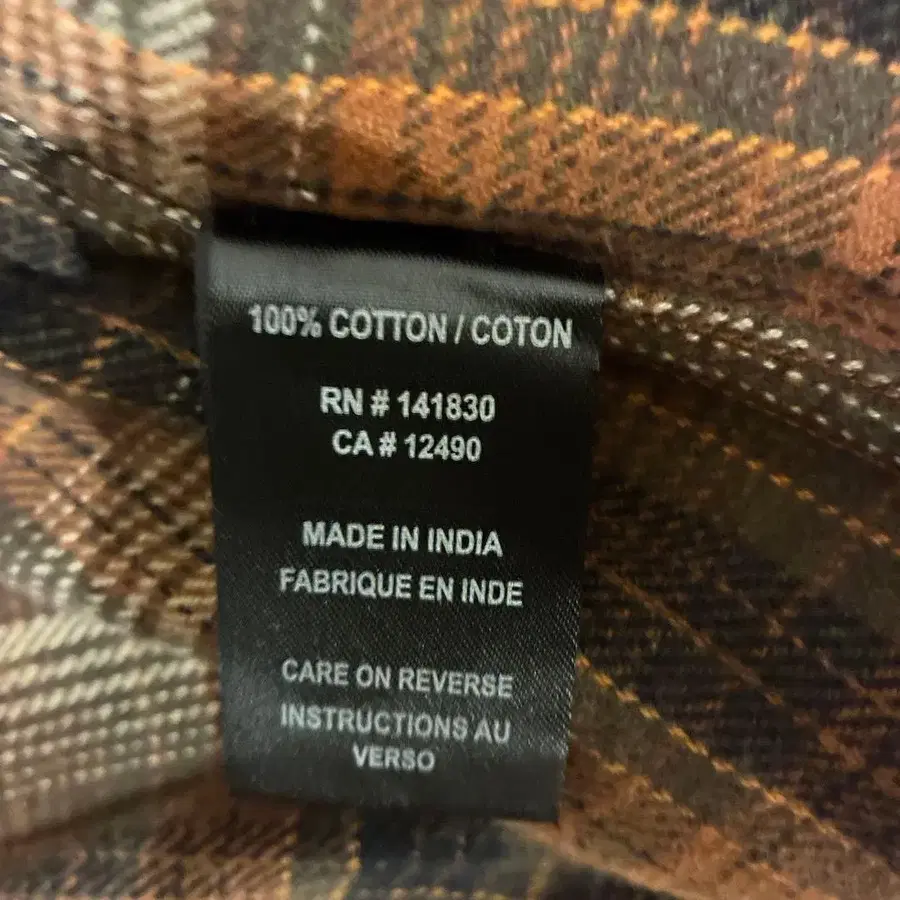 100% COTTON / COTON
RN # 141830
CA # 12490
MADE IN INDIA
FABRIQUE EN INDE
CARE ON REVERSE
INSTRUCTIONS AU
VERSO